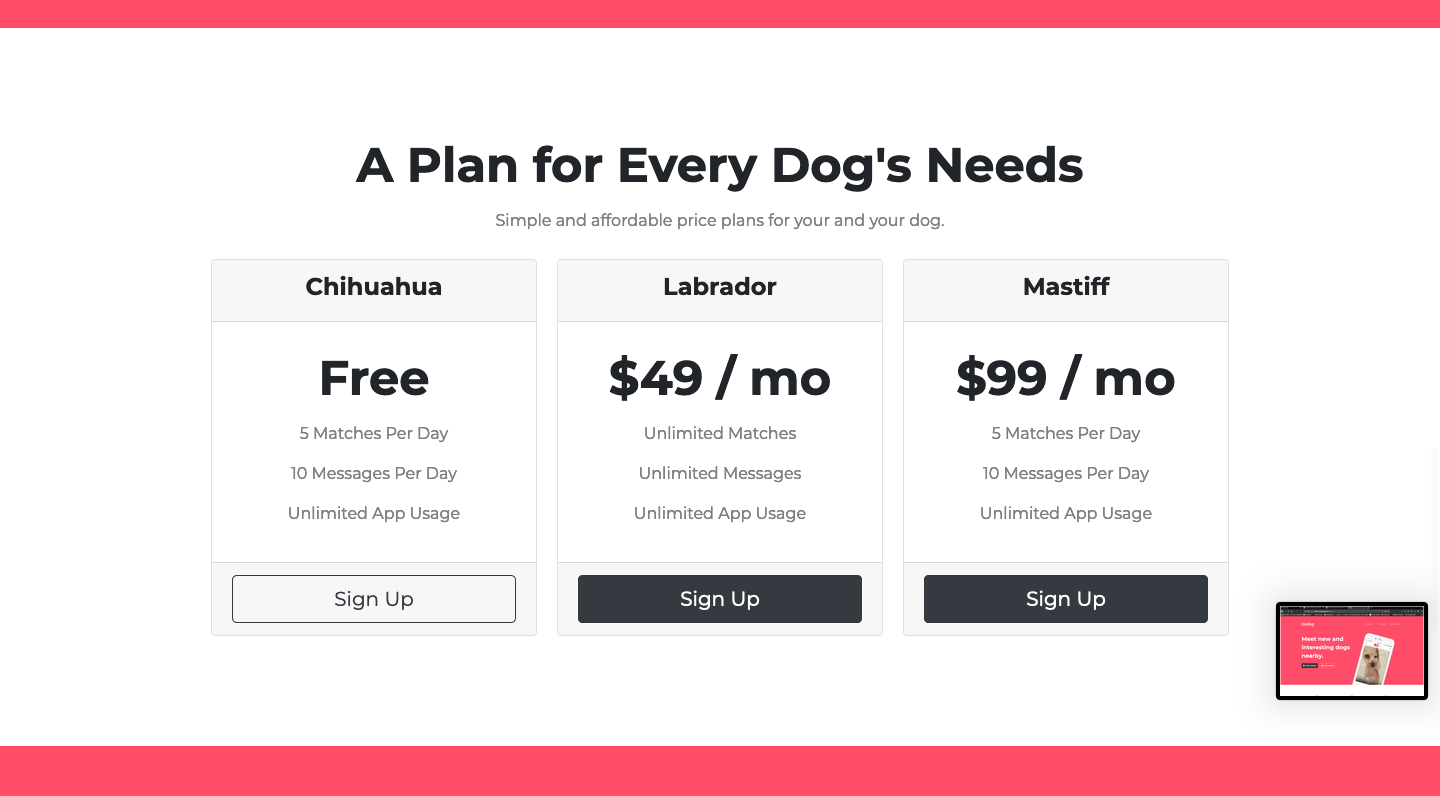 A Plan for Every Dog's Needs
Simple and affordable price plans for your and your dog.
Chihuahua
Free
5 Matches Per Day
10 Messages Per Day
Unlimited App Usage
Sign Up
Labrador
$49 / mo
Unlimited Matches
Unlimited Messages
Unlimited App Usage
Sign Up
Mastiff
$99 / mo
5 Matches Per Day
10 Messages Per Day
Unlimited App Usage
Sign Up
Meet new and
interesting dogs
nearby.